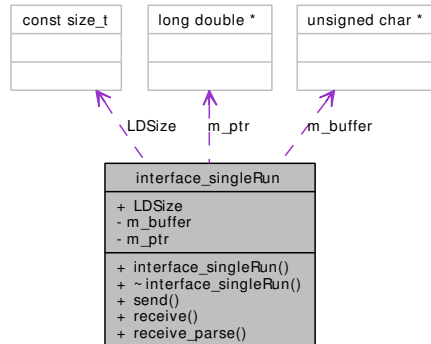 const size_t
long double *
unsigned char *
LDSize
m_ptr
m_buffer
interface_singleRun
+ LDSize
- m_buffer
- m_ptr
+ interface_singleRun()
+ ~interface_singleRun()
+ send()
+ receive()
+ receive_parse()